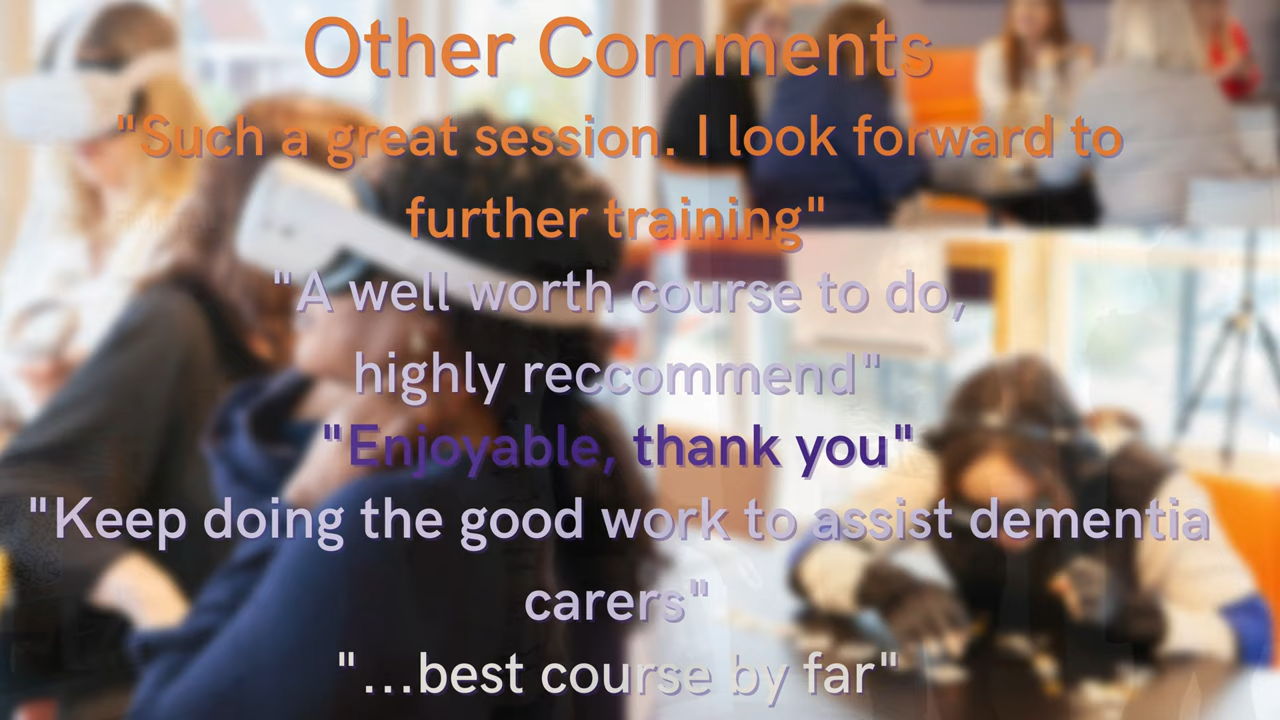 Other Comments
"Such a great session. I look forward to
further training"
"A well worth course to do,
highly reccommend"
"Enjoyable, thank you"
"Keep doing the good work to assist dementia
carers"
"...best course by far"